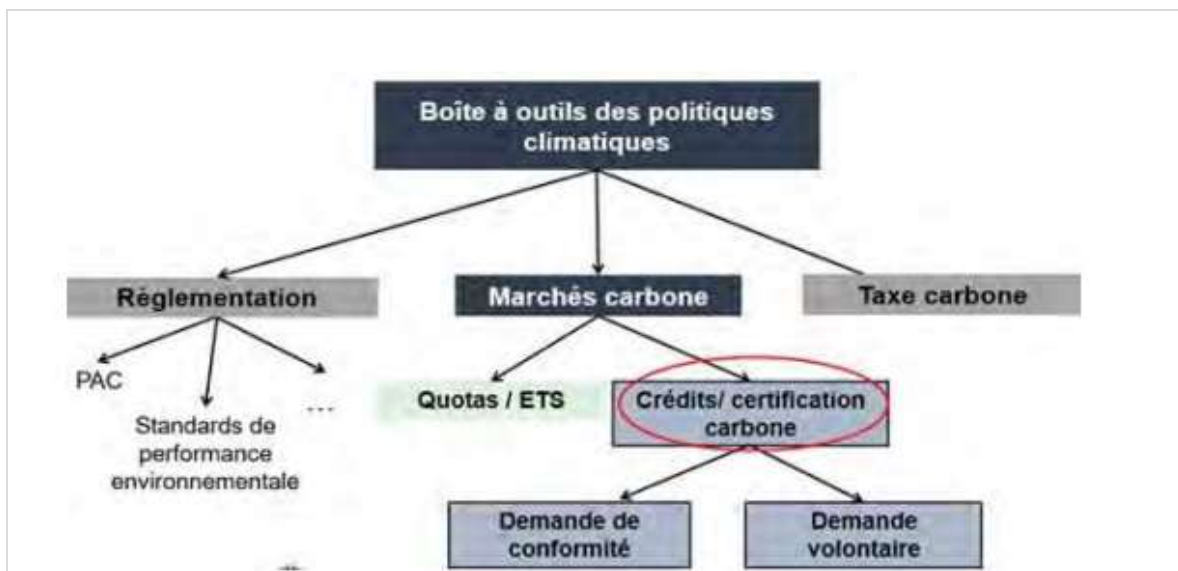 Boîte à outils des politiques
climatiques
Réglementation
Marchés carbone
Taxe carbone
PAC
Standards de
performance
environnementale
...
Quotas / ETS
Crédits/ certification
carbone
Demande de
conformité
Demande
volontaire